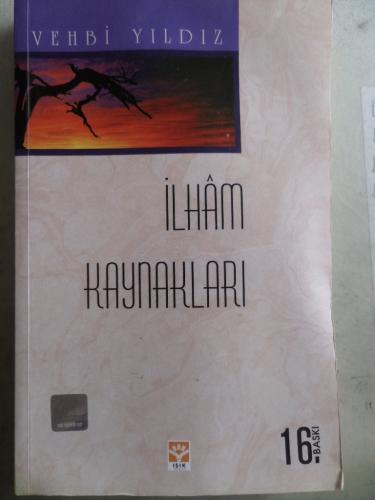 VEHBİ YILDIZ
İLHÂM
KAYNAKLARI
16.
BASKI
IŞIK